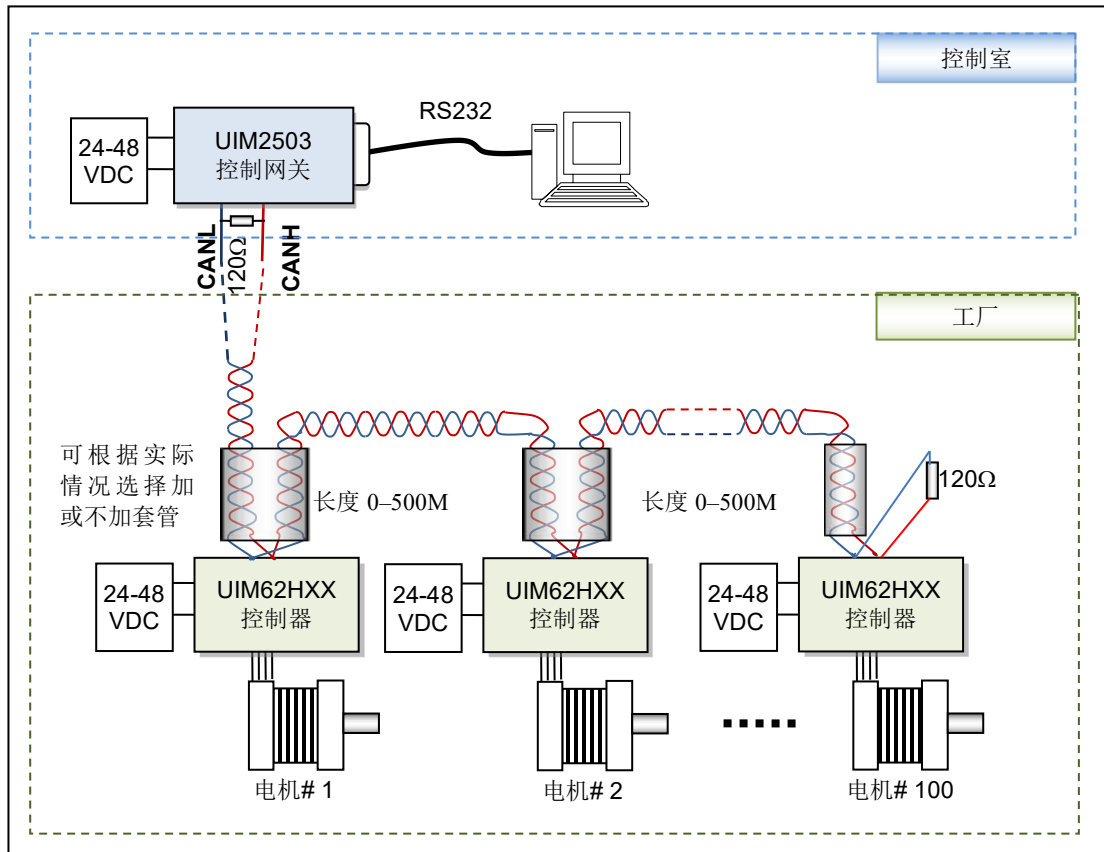 控制室
RS232
24-48
VDC
UIM2503
控制网关
CANL
120Ω
CANH
工厂
可根据实际
情况选择加
或不加套管
长度 0–500M
长度 0–500M
120Ω
24-48
VDC
UIM62HXX
控制器
24-48
VDC
UIM62HXX
控制器
24-48
VDC
UIM62HXX
控制器
电机# 1
电机# 2
电机# 100